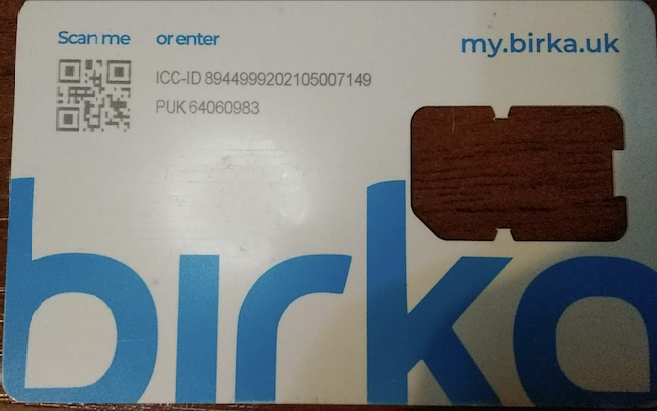 Scan me or enter
my.birka.uk
ICC-ID 8944999202105007149
PUK 64060983
birka